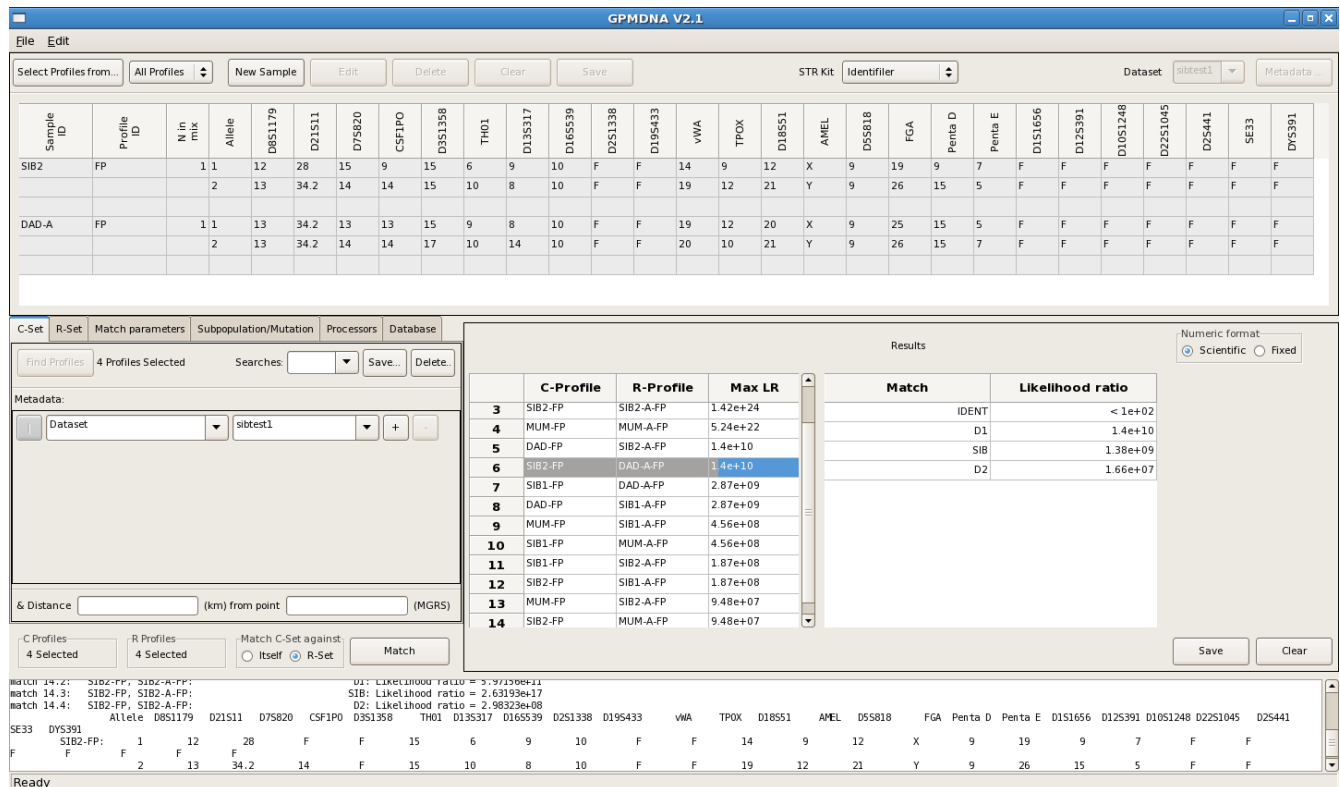 GPMDNA V2.1
File Edit
Select Profiles from... All Profiles New Sample Edit Delete Clear Save STR Kit Identifiler Dataset sibtest1 Metadata ...
Sample ID Profile ID N in mix Allele D8S1179 D21S11 D7S820 CSF1PO D3S1358 TH01 D13S317 D16S539 D2S1338 D19S433 vWA TPOX D18S51 AMEL D5S818 FGA Penta D Penta E D1S1656 D12S391 D10S1248 D22S1045 D2S441 SE33 DYS391
SIB2 FP 1 1 12 28 15 9 15 6 9 10 F F 14 9 12 X 9 19 9 7 F F F F F F F
2 13 34.2 14 14 15 10 8 10 F F 19 12 21 Y 9 26 15 5 F F F F F F F
DAD-A FP 1 1 13 34.2 13 13 15 9 8 10 F F 19 12 20 X 9 25 15 5 F F F F F F F
2 13 34.2 14 14 17 10 14 10 F F 20 10 21 Y 9 26 15 7 F F F F F F F
C-Set R-Set Match parameters Subpopulation/Mutation Processors Database
Find Profiles 4 Profiles Selected Searches: Save... Delete..
Metadata:
Dataset sibtest1 + -
& Distance (km) from point (MGRS)
C Profiles R Profiles Match C-Set against
4 Selected 4 Selected Itself R-Set Match
Results
Numeric format
Scientific Fixed
C-Profile R-Profile Max LR
3 SIB2-FP SIB2-A-FP 1.42e+24
4 MUM-FP MUM-A-FP 5.24e+22
5 DAD-FP SIB2-A-FP 1.4e+10
6 SIB2-FP DAD-A-FP 1.4e+10
7 SIB1-FP DAD-A-FP 2.87e+09
8 DAD-FP SIB1-A-FP 2.87e+09
9 MUM-FP SIB1-A-FP 4.56e+08
10 SIB1-FP MUM-A-FP 4.56e+08
11 SIB1-FP SIB2-A-FP 1.87e+08
12 SIB2-FP SIB1-A-FP 1.87e+08
13 MUM-FP SIB2-A-FP 9.48e+07
14 SIB2-FP MUM-A-FP 9.48e+07
Match Likelihood ratio
IDENT < 1e+02
D1 1.4e+10
SIB 1.38e+09
D2 1.66e+07
Save Clear
match 14.2: SIB2-FP, SIB2-A-FP: D1: Likelihood ratio = 5.97156e+11
match 14.3: SIB2-FP, SIB2-A-FP: SIB: Likelihood ratio = 2.63193e+17
match 14.4: SIB2-FP, SIB2-A-FP: D2: Likelihood ratio = 2.98323e+08
Allele D8S1179 D21S11 D7S820 CSF1PO D3S1358 TH01 D13S317 D16S539 D2S1338 D19S433 vWA TPOX D18S51 AMEL D5S818 FGA Penta D Penta E D1S1656 D12S391 D10S1248 D22S1045 D2S441
SE33 DYS391
SIB2-FP: 1 12 28 F F 15 6 9 10 F F 14 9 12 X 9 19 9 7 F F
F F F F F
2 13 34.2 14 F 15 10 8 10 F F 19 12 21 Y 9 26 15 5 F F
Ready